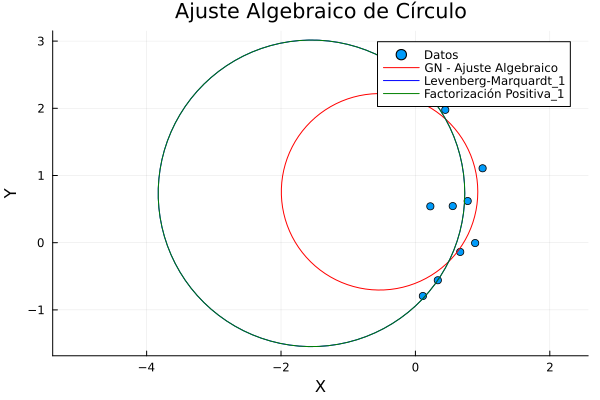 Ajuste Algebraico de Círculo
Datos
GN - Ajuste Algebraico
Levenberg-Marquardt_1
Factorización Positiva_1
3
2
1
0
−1
Y
−4
−2
0
2
X